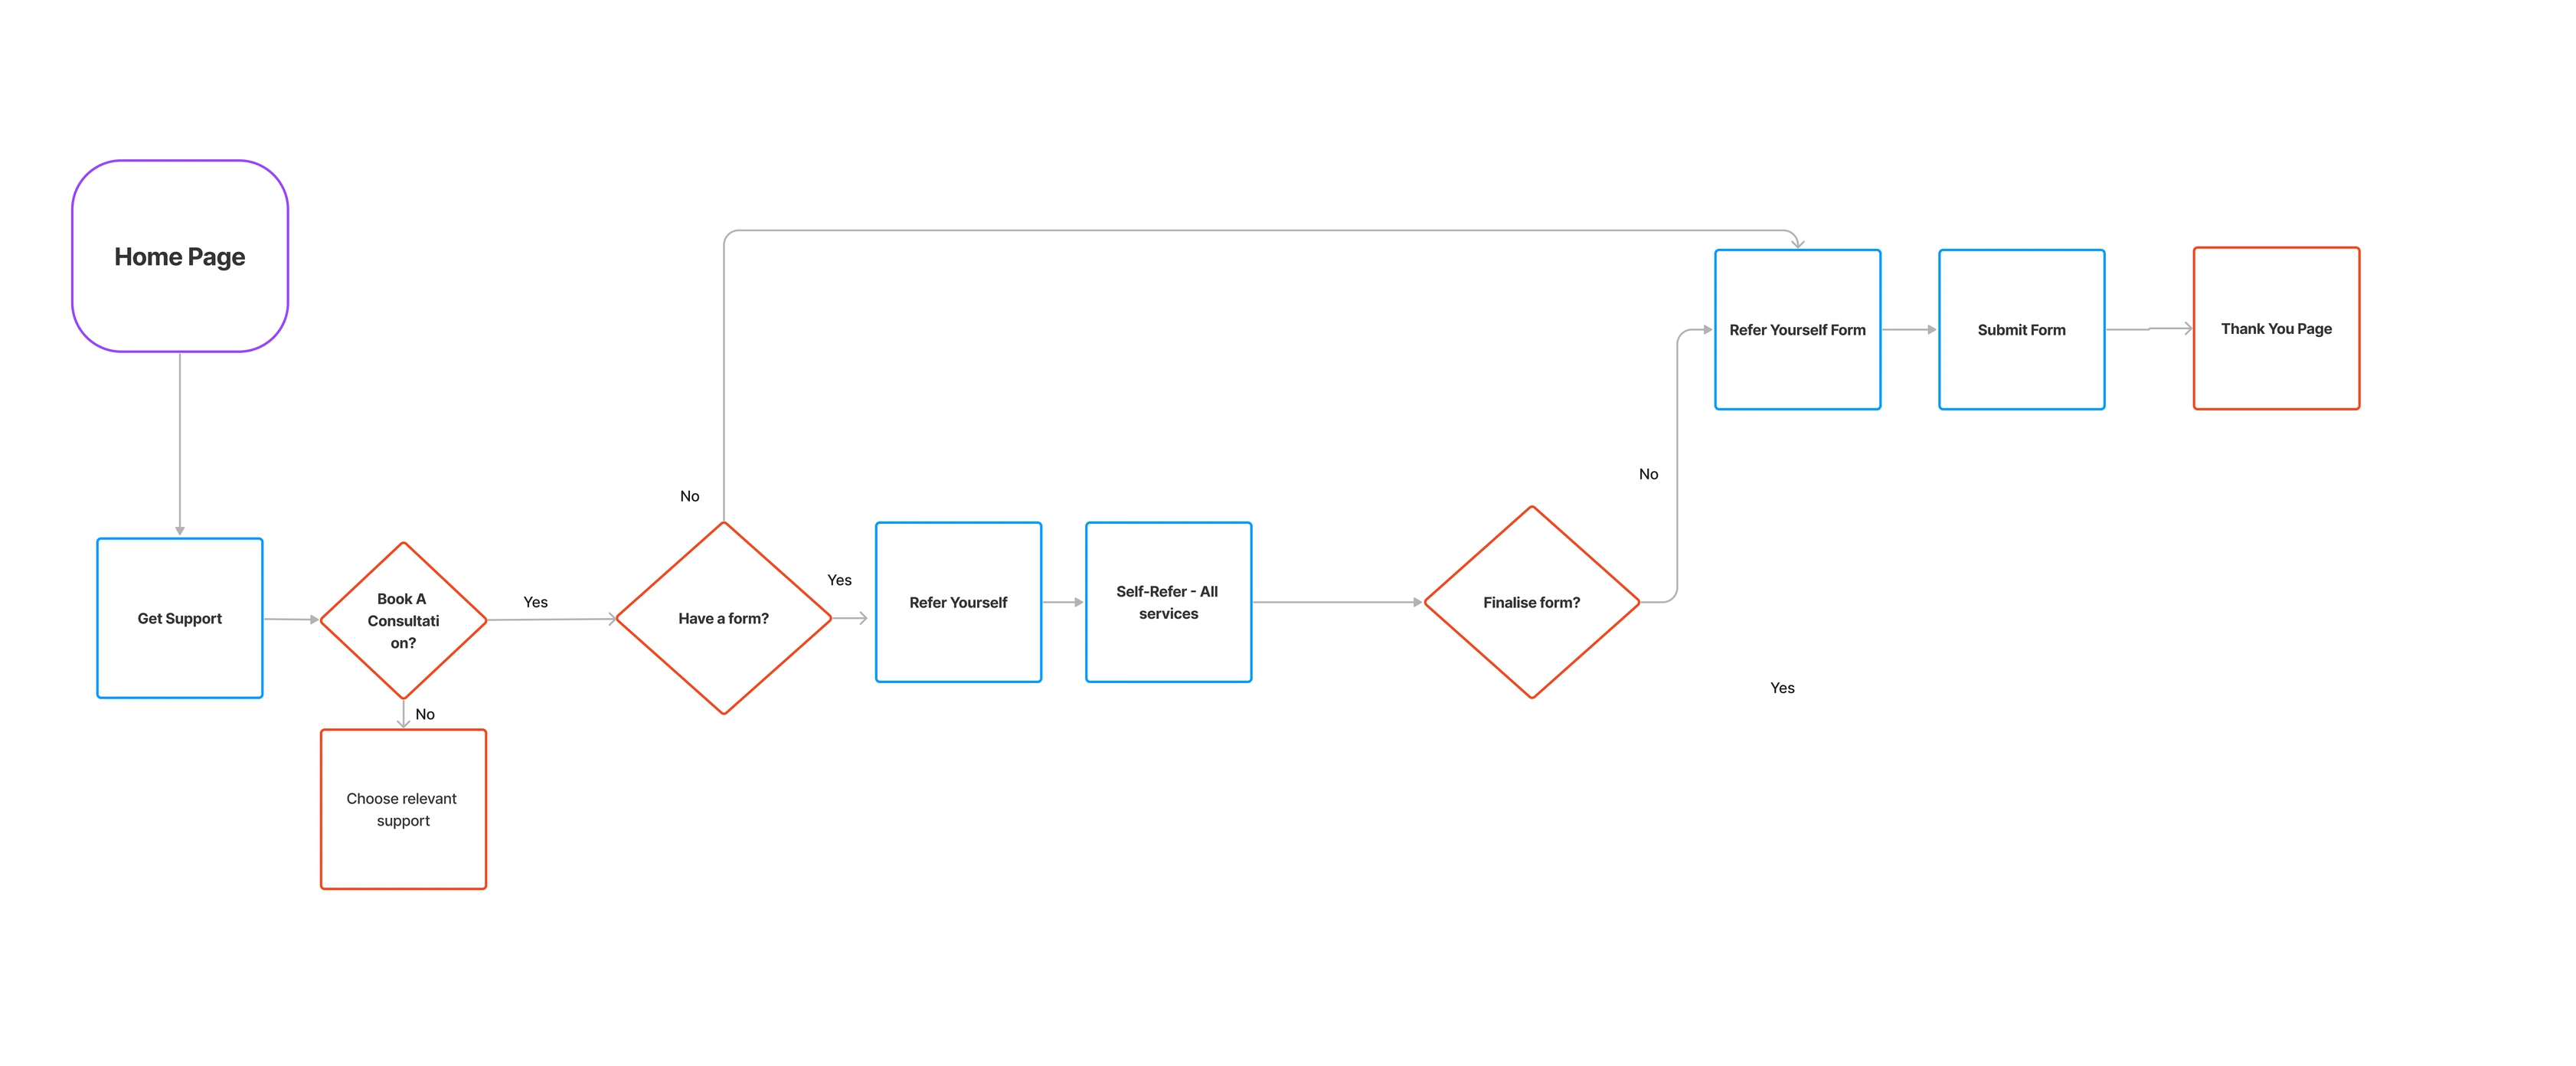 Home Page
Get Support
Book A
Consultati
on?
No
Choose relevant
support
Yes
Have a form?
No
Yes
Refer Yourself
Self-Refer - All
services
Finalise form?
No
Yes
Refer Yourself Form
Submit Form
Thank You Page